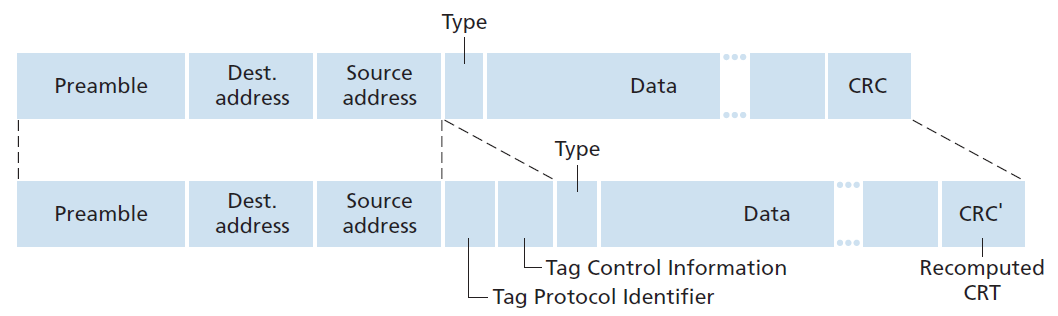 Type
Preamble
Dest.
address
Source
address
Data
CRC
Type
Preamble
Dest.
address
Source
address
Data
CRC'
Tag Control Information
Tag Protocol Identifier
Recomputed
CRT